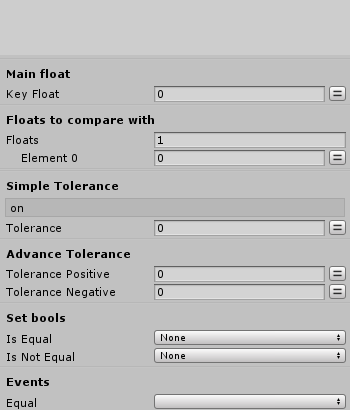 Main float
Key Float 0 =
Floats to compare with
Floats 1
Element 0 0 =
Simple Tolerance
on
Tolerance 0 =
Advance Tolerance
Tolerance Positive 0 =
Tolerance Negative 0 =
Set bools
Is Equal None
Is Not Equal None
Events
Equal